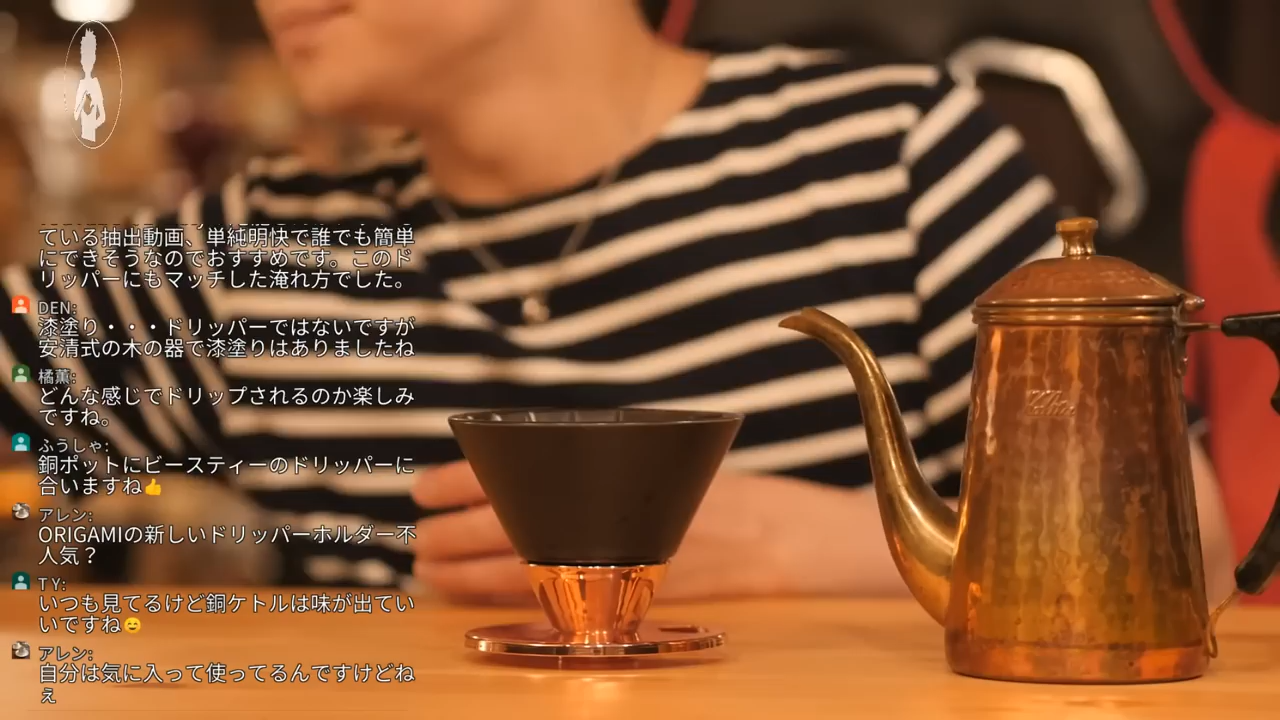 ている抽出動画、単純明快で誰でも簡単
にできそうなのでおすすめです。このド
リッパーにもマッチした淹れ方でした。
DEN:
漆塗り・・・ドリッパーではないですが
安清式の木の器で漆塗りはありましたね
橘薫:
どんな感じでドリップされるのか楽しみ
ですね。
ふうしゃ:
銅ポットにビースティーのドリッパーに
合いますね👍
アレン:
ORIGAMIの新しいドリッパーホルダー不
人気？
T Y:
いつも見てるけど銅ケトルは味が出てい
いですね😊
アレン:
自分は気に入って使ってるんですけどね
ぇ
Kalita